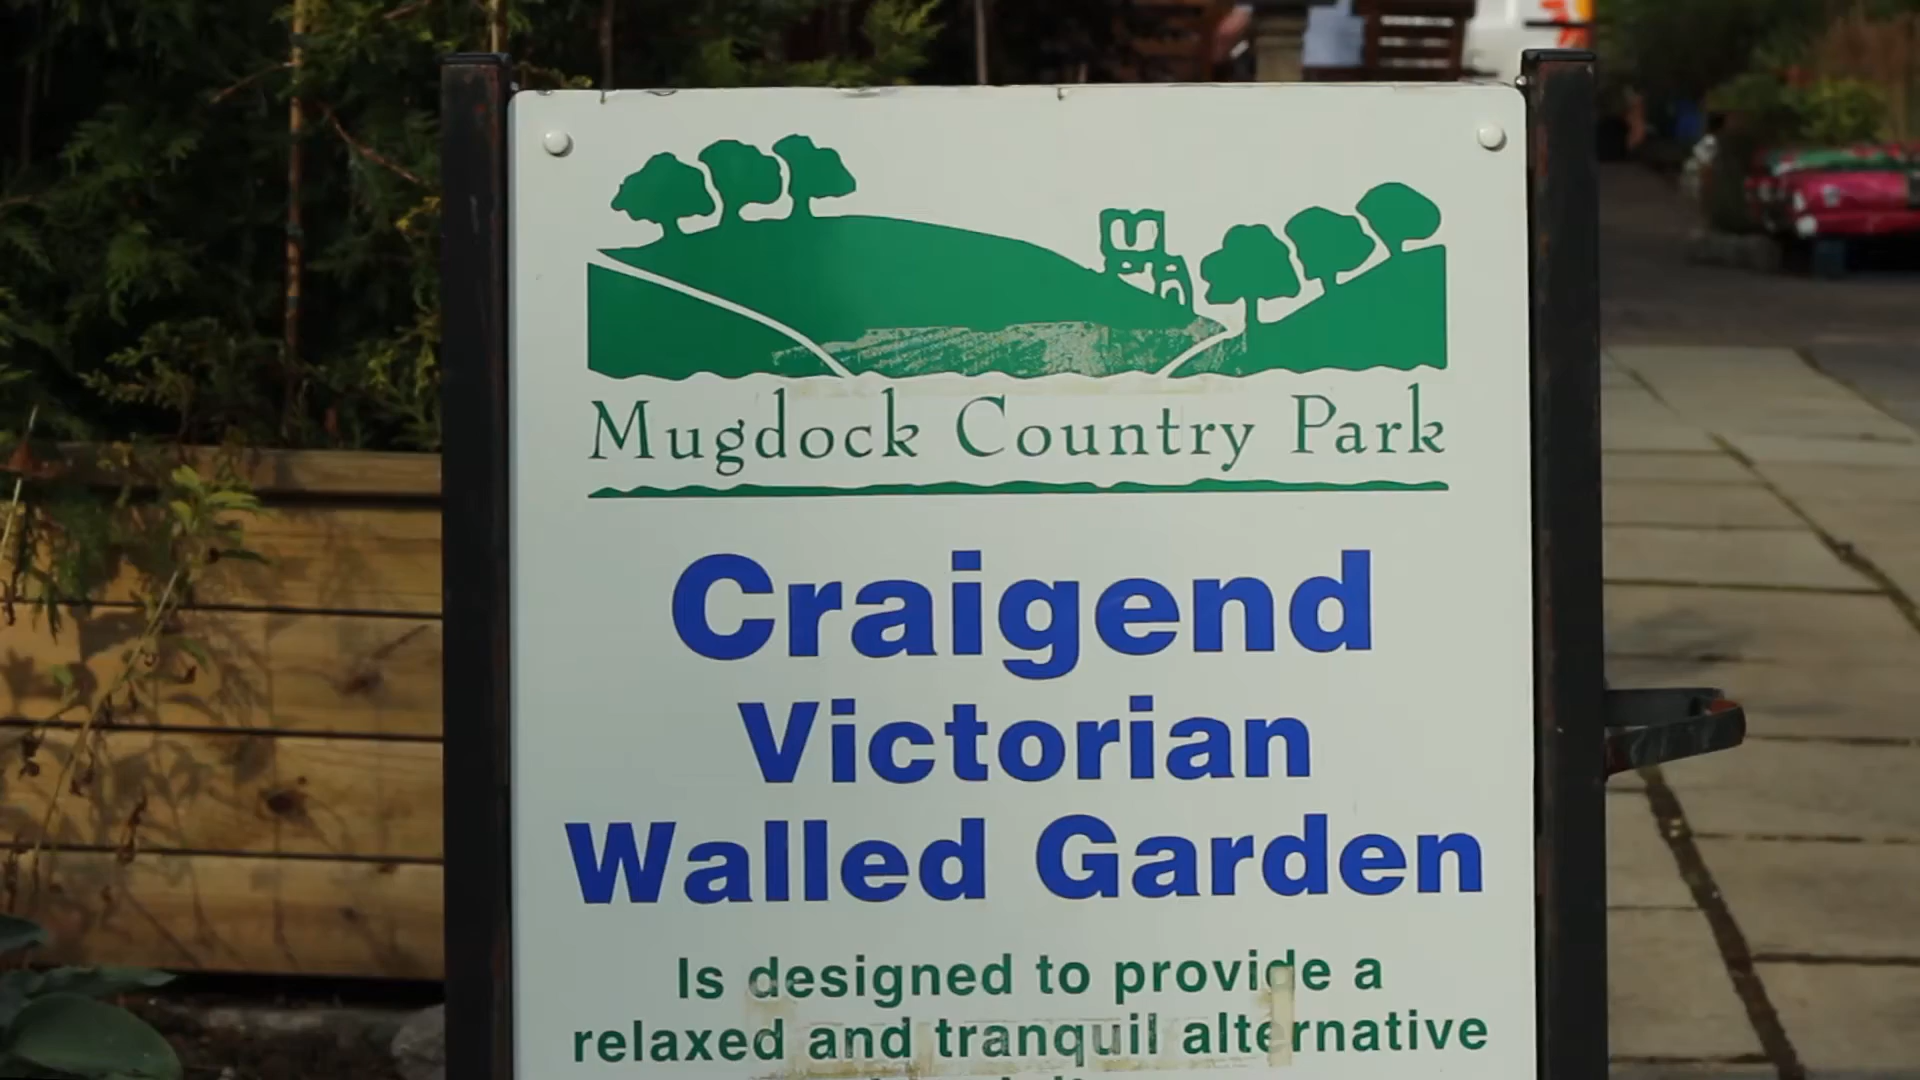 Mugdock Country Park
Craigend
Victorian
Walled Garden
Is designed to provide a
relaxed and tranquil alternative